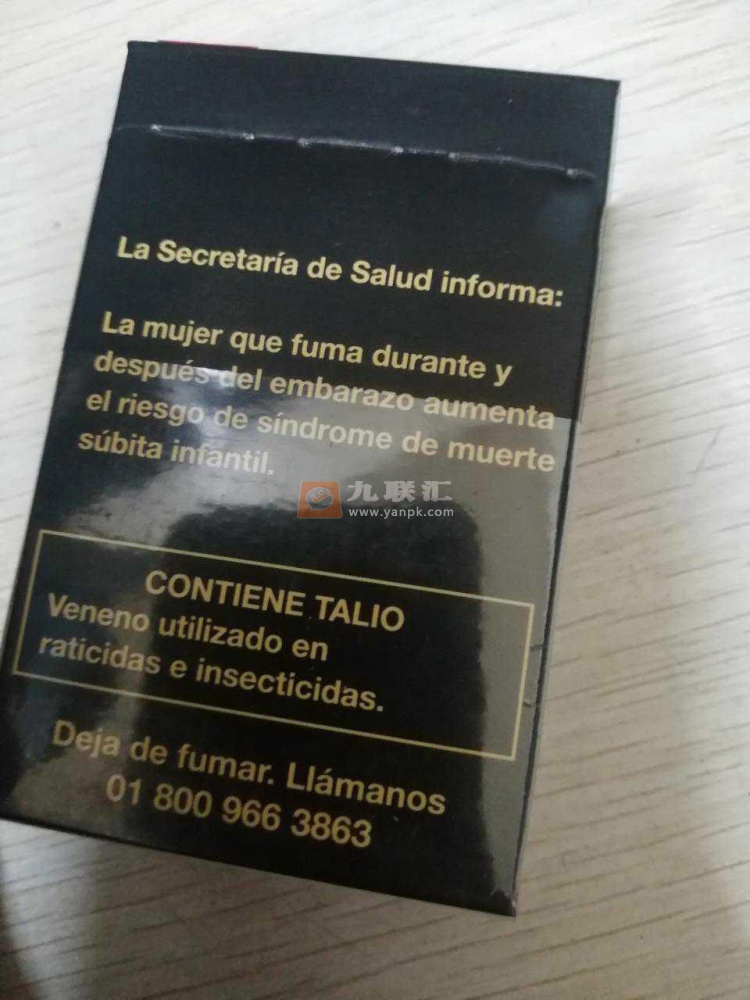 La Secretaría de Salud informa:
La mujer que fuma durante y
después del embarazo aumenta
el riesgo de síndrome de muerte
súbita infantil.
九联汇
www.yanpk.com
CONTIENE TALIO
Veneno utilizado en
raticidas e insecticidas.
Deja de fumar. Llámanos
01 800 966 3863